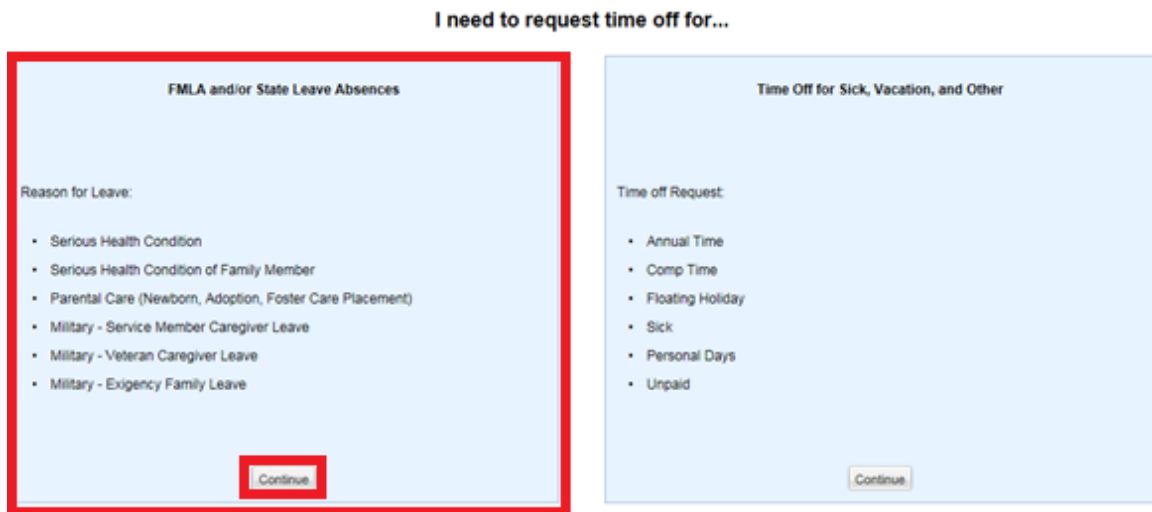 I need to request time off for...
FMLA and/or State Leave Absences
Reason for Leave:
• Serious Health Condition
• Serious Health Condition of Family Member
• Parental Care (Newborn, Adoption, Foster Care Placement)
• Military - Service Member Caregiver Leave
• Military - Veteran Caregiver Leave
• Military - Exigency Family Leave
Continue
Time Off for Sick, Vacation, and Other
Time off Request:
• Annual Time
• Comp Time
• Floating Holiday
• Sick
• Personal Days
• Unpaid
Continue